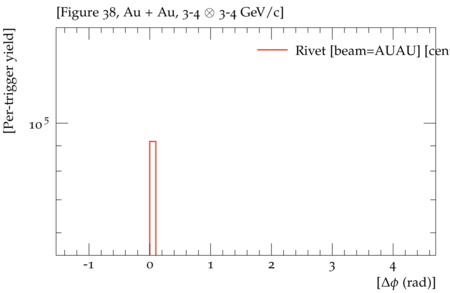 [Figure 38, Au + Au, 3-4 ⊗ 3-4 GeV/c]
[Per-trigger yield]
Rivet [beam=AUAU] [cen
10⁵
-1 0 1 2 3 4
[Δϕ (rad)]